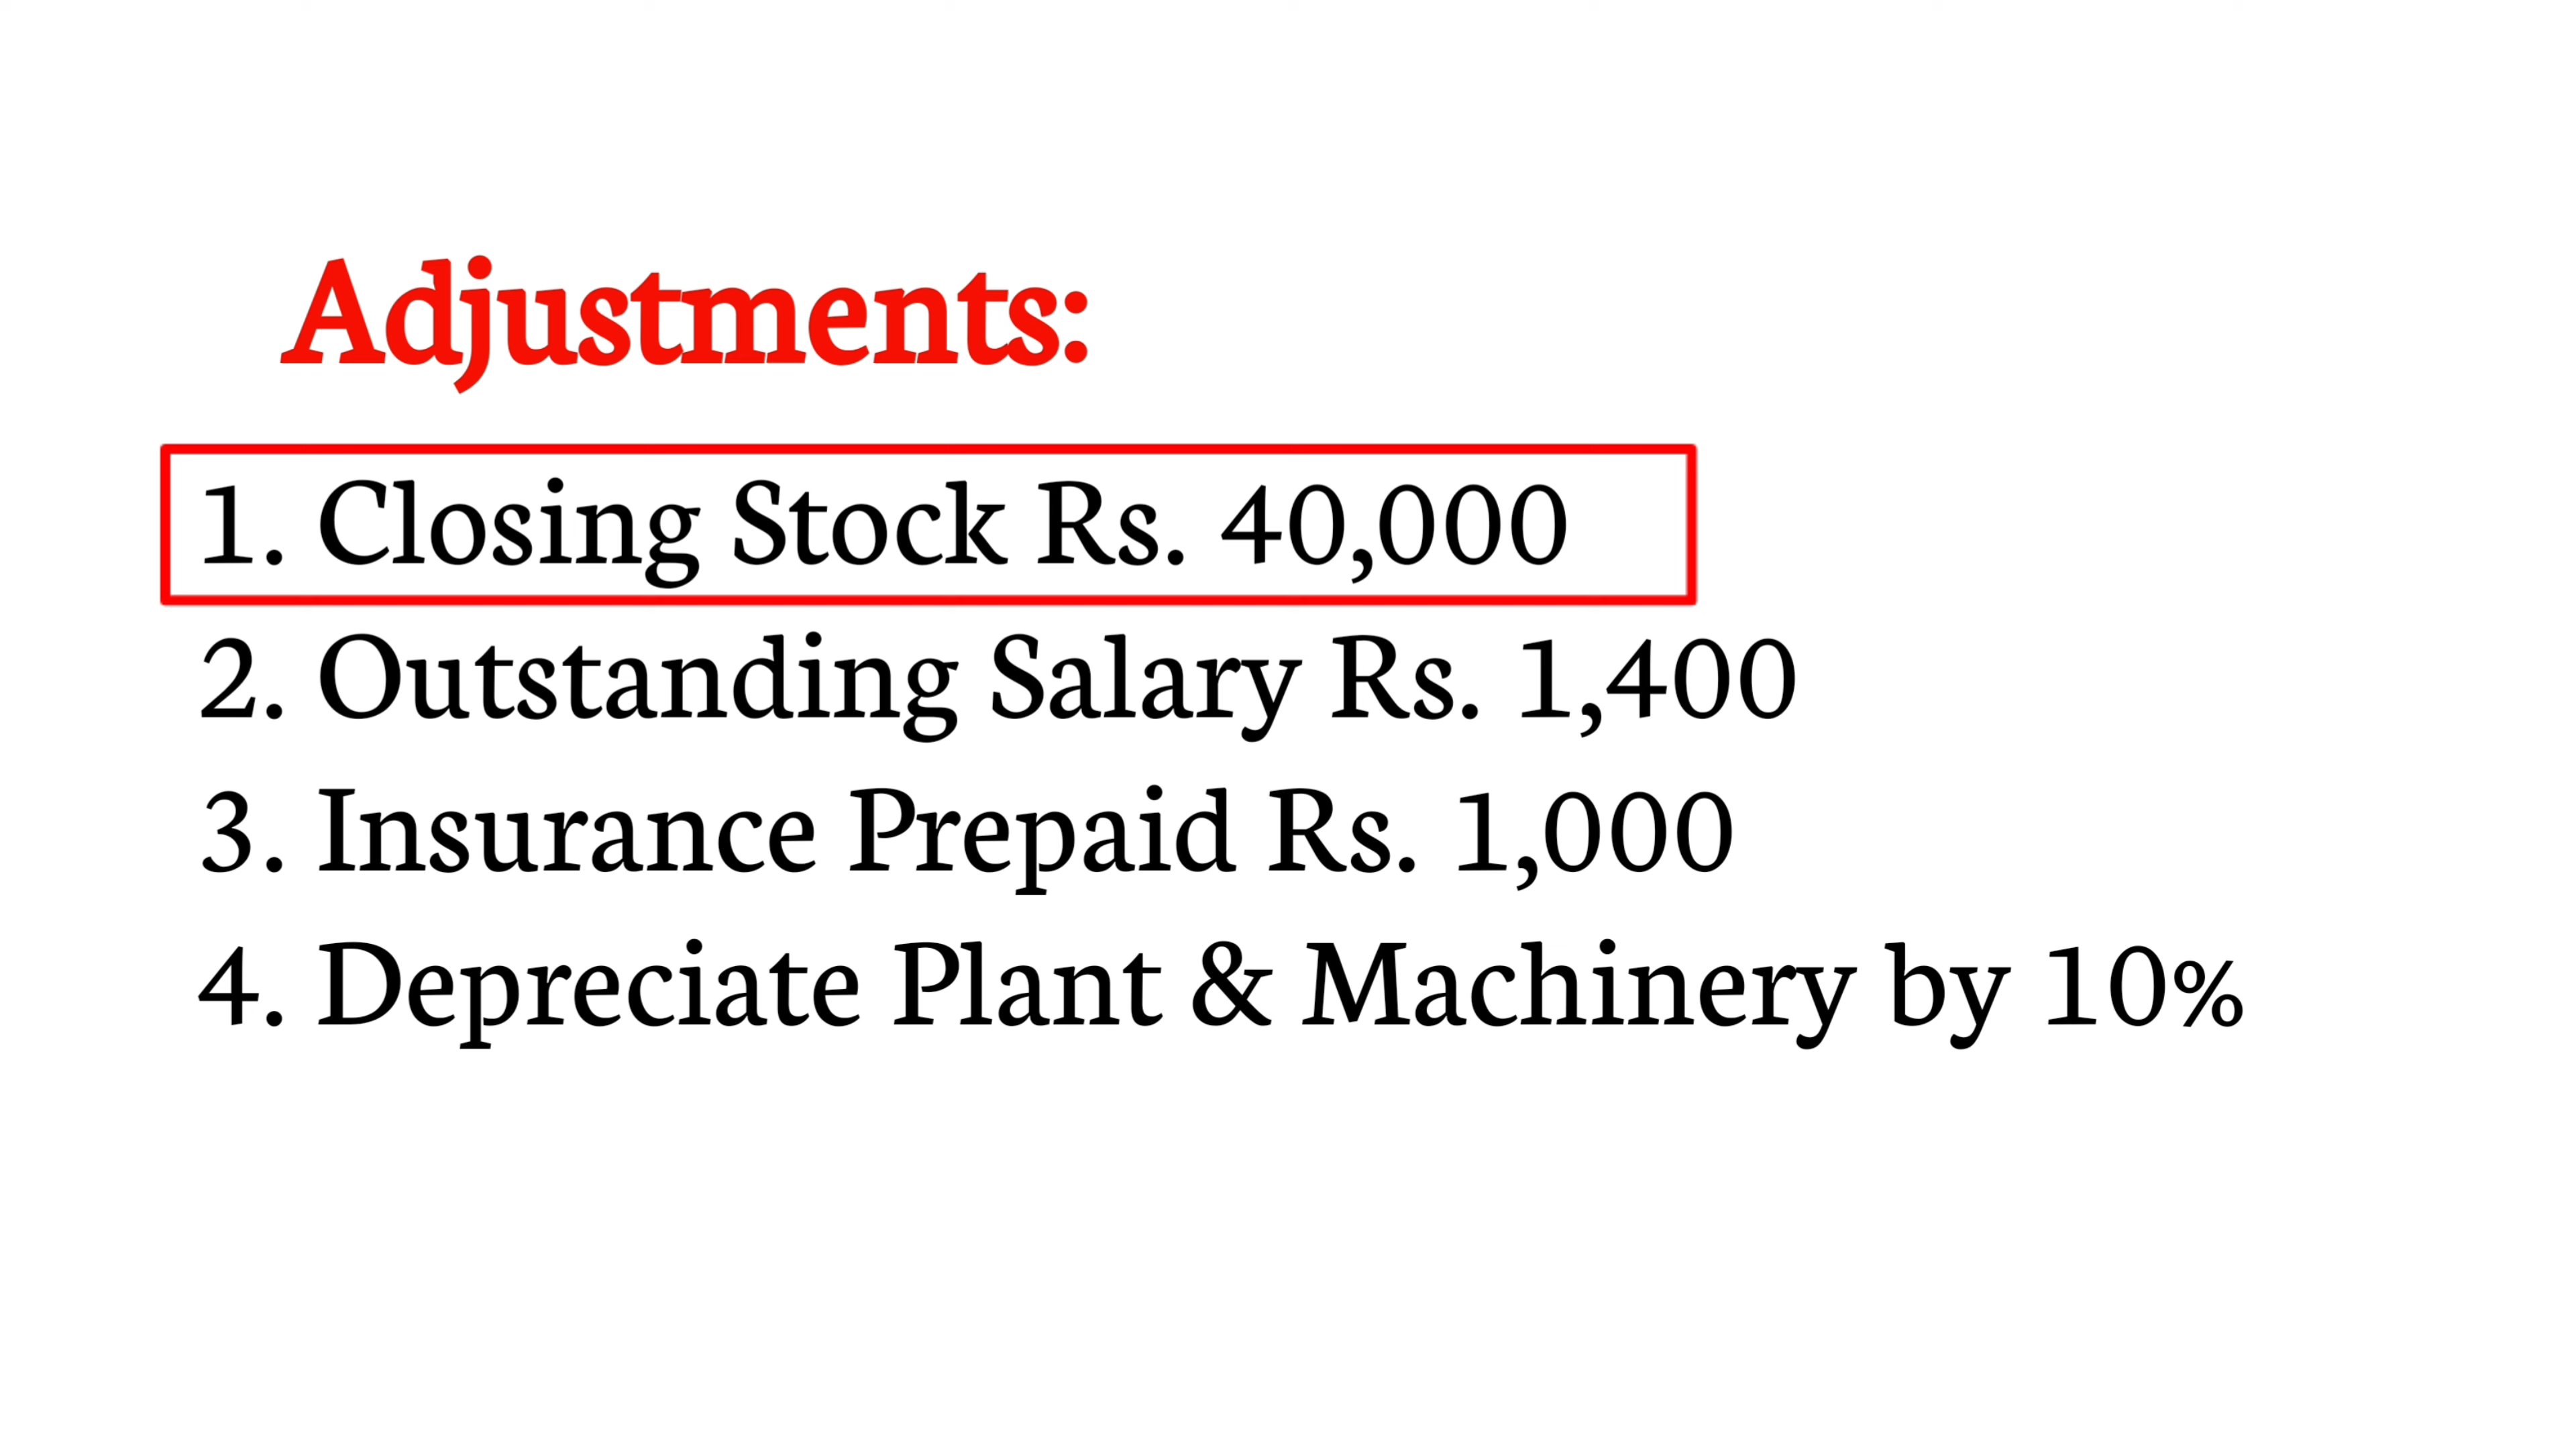 Adjustments:
1. Closing Stock Rs. 40,000
2. Outstanding Salary Rs. 1,400
3. Insurance Prepaid Rs. 1,000
4. Depreciate Plant & Machinery by 10%